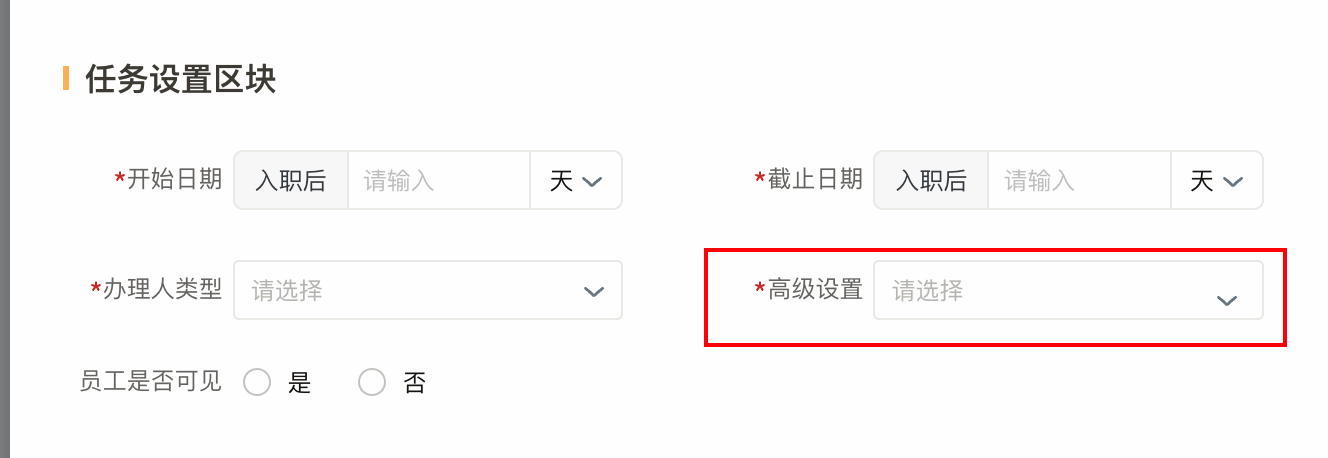 任务设置区块
*开始日期 入职后 请输入 天
*截止日期 入职后 请输入 天
*办理人类型 请选择
*高级设置 请选择
员工是否可见 是 否